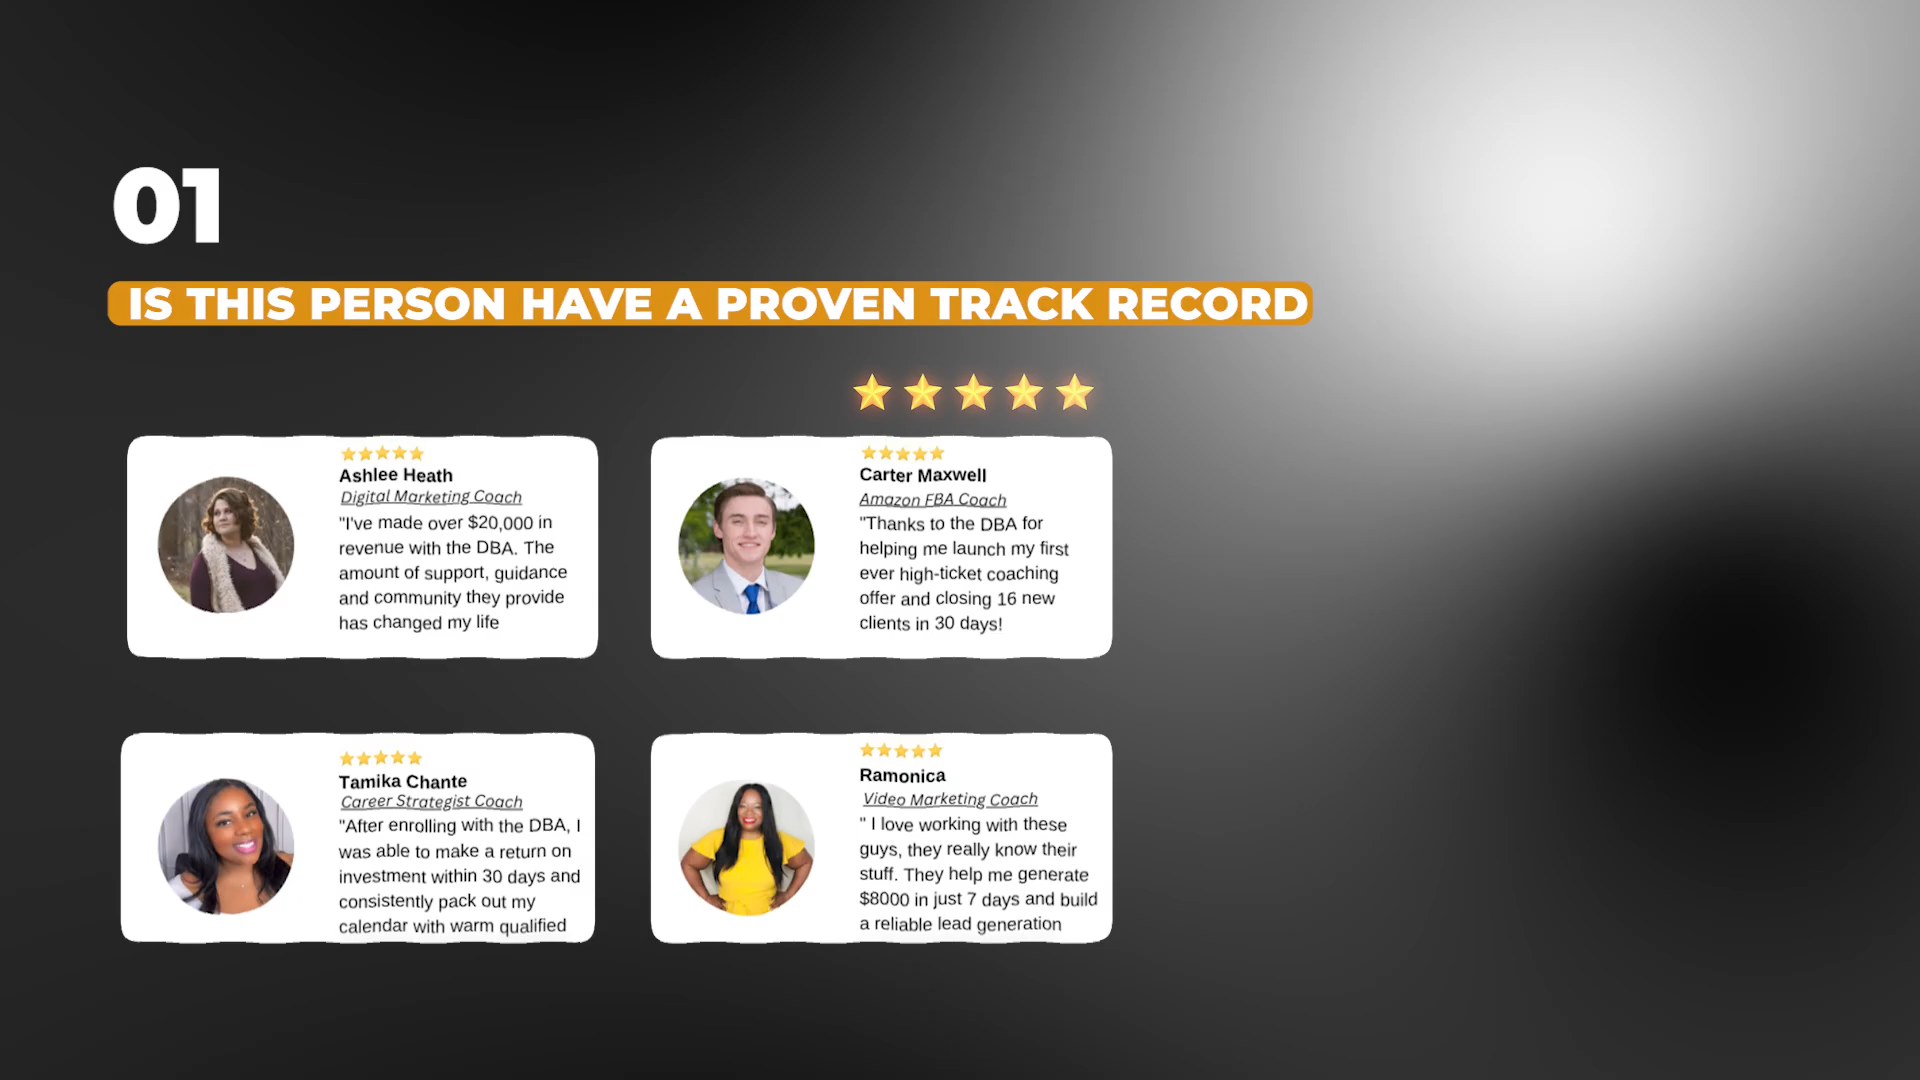 01
IS THIS PERSON HAVE A PROVEN TRACK RECORD
Ashlee Heath
Digital Marketing Coach
"I've made over $20,000 in
revenue with the DBA. The
amount of support, guidance
and community they provide
has changed my life
Carter Maxwell
Amazon FBA Coach
"Thanks to the DBA for
helping me launch my first
ever high-ticket coaching
offer and closing 16 new
clients in 30 days!
Tamika Chante
Career Strategist Coach
"After enrolling with the DBA, I
was able to make a return on
investment within 30 days and
consistently pack out my
calendar with warm qualified
Ramonica
Video Marketing Coach
" I love working with these
guys, they really know their
stuff. They help me generate
$8000 in just 7 days and build
a reliable lead generation